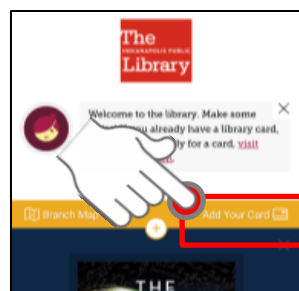 The
INDIANAPOLIS PUBLIC
Library
Welcome to the library. Make some
you already have a library card,
ly for a card, visit
Branch Map
Add Your Card
THE